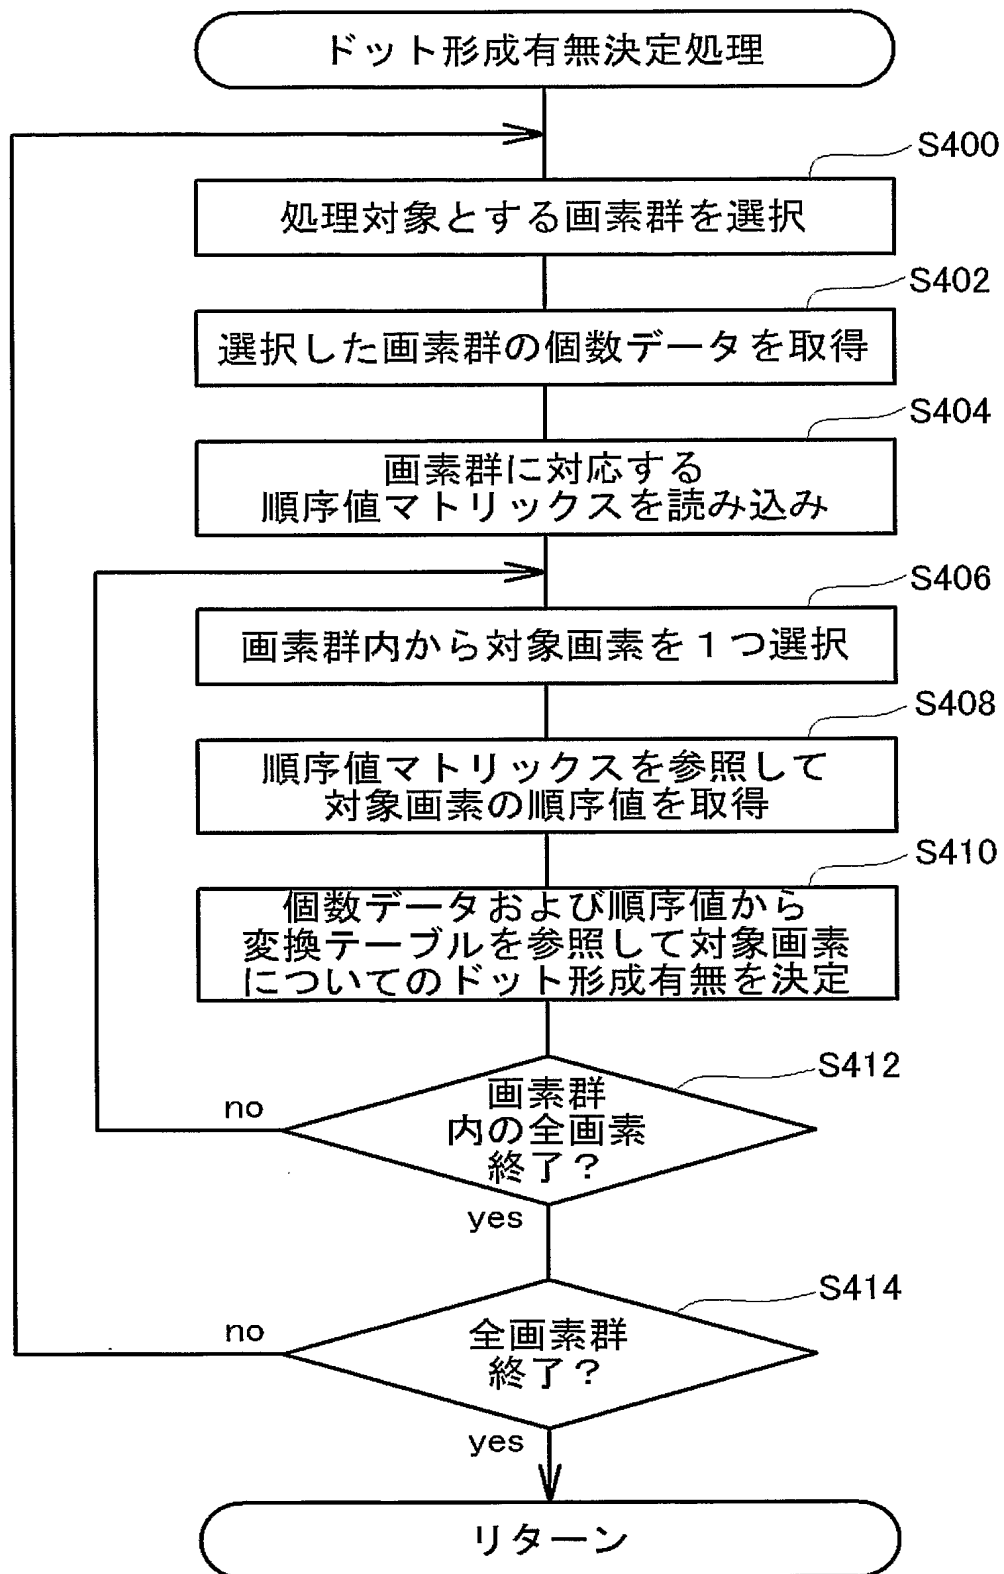 ドット形成有無決定処理
S400
処理対象とする画素群を選択
S402
選択した画素群の個数データを取得
S404
画素群に対応する
順序値マトリックスを読み込み
S406
画素群内から対象画素を１つ選択
S408
順序値マトリックスを参照して
対象画素の順序値を取得
S410
個数データおよび順序値から
変換テーブルを参照して対象画素
についてのドット形成有無を決定
S412
画素群
内の全画素
終了？
no
yes
S414
全画素群
終了？
no
yes
リターン